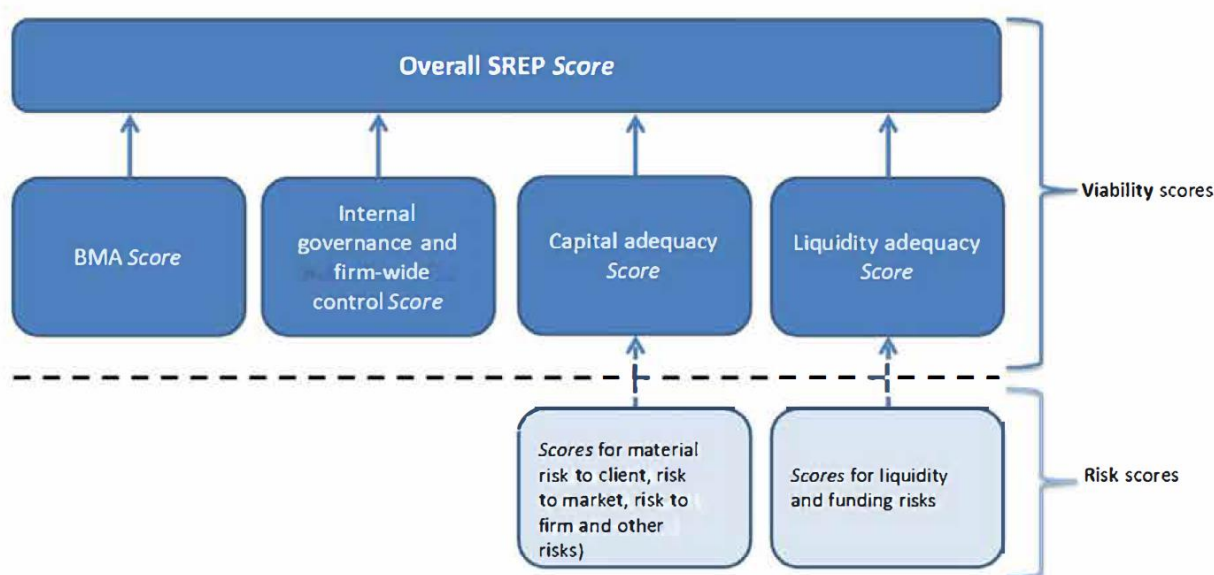 Overall SREP Score
BMA Score
Internal
governance and
firm-wide
control Score
Capital adequacy
Score
Liquidity adequacy
Score
Viability scores
Scores for material
risk to client, risk
to market, risk to
firm and other
risks)
Scores for liquidity
and funding risks
Risk scores